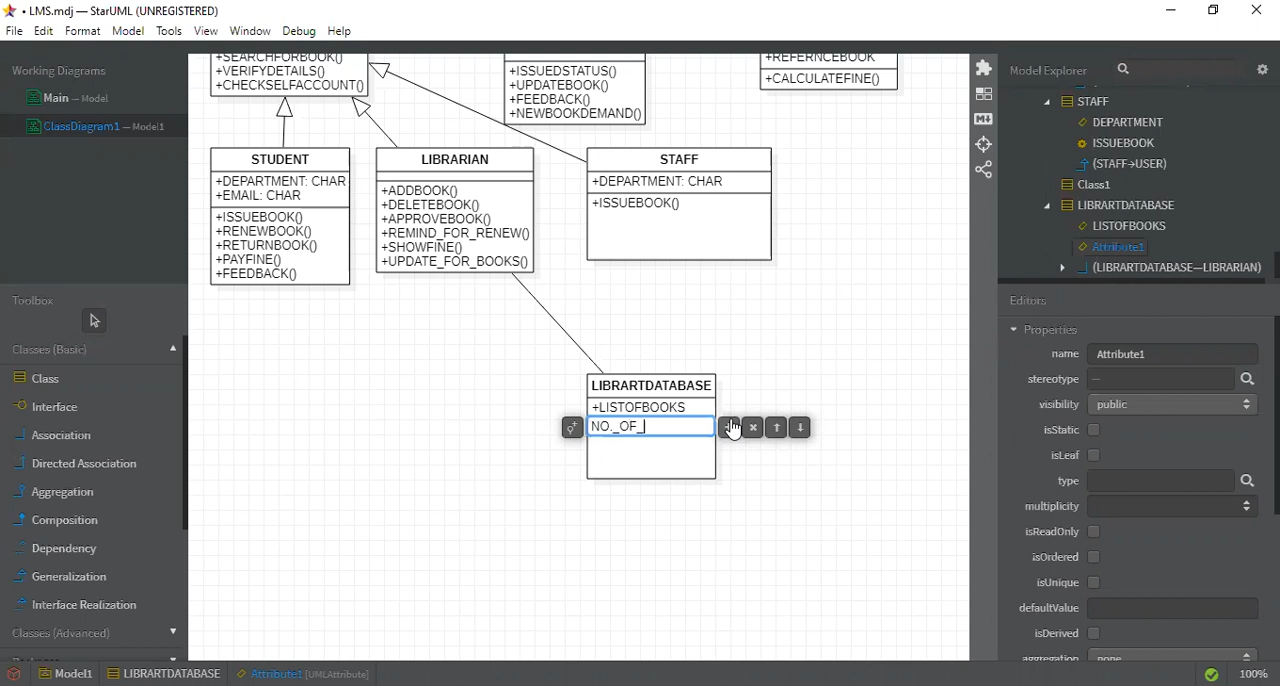 • LMS.mdj — StarUML (UNREGISTERED)
File Edit Format Model Tools View Window Debug Help
Working Diagrams
Main — Model
ClassDiagram1 — Model1
Toolbox
Classes (Basic)
Class
Interface
Association
Directed Association
Aggregation
Composition
Dependency
Generalization
Interface Realization
Classes (Advanced)
+SEARCHFORBOOK()
+VERIFYDETAILS()
+CHECKSELFACCOUNT()
+ISSUEDSTATUS()
+UPDATEBOOK()
+FEEDBACK()
+NEWBOOKDEMAND()
+REFERNCEBOOK
+CALCULATEFINE()
STUDENT
+DEPARTMENT: CHAR
+EMAIL: CHAR
+ISSUEBOOK()
+RENEWBOOK()
+RETURNBOOK()
+PAYFINE()
+FEEDBACK()
LIBRARIAN
+ADDBOOK()
+DELETEBOOK()
+APPROVEBOOK()
+REMIND_FOR_RENEW()
+SHOWFINE()
+UPDATE_FOR_BOOKS()
STAFF
+DEPARTMENT: CHAR
+ISSUEBOOK()
LIBRARTDATABASE
+LISTOFBOOKS
NO._OF_
Model Explorer
STAFF
DEPARTMENT
ISSUEBOOK
(STAFF→USER)
Class1
LIBRARTDATABASE
LISTOFBOOKS
Attribute1
(LIBRARTDATABASE—LIBRARIAN)
Editors
Properties
name Attribute1
stereotype —
visibility public
isStatic
isLeaf
type
multiplicity
isReadOnly
isOrdered
isUnique
defaultValue
isDerived
aggregation none
Model1 LIBRARTDATABASE Attribute1 [UMLAttribute] 100%